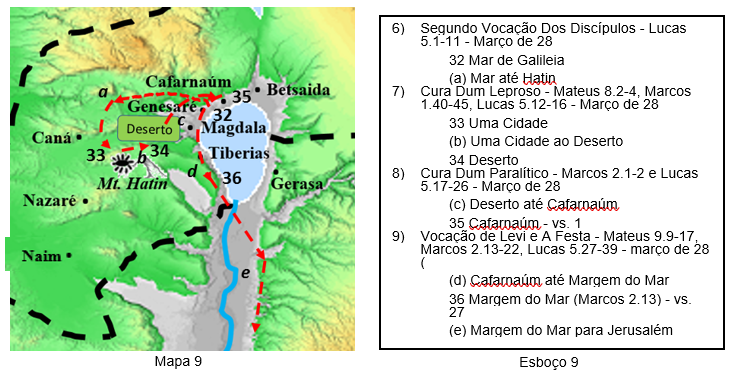 Cafarnaúm
a
35
Betsaida
Genesaré
32
c
Deserto
Magdala
Caná
33
b
34
Tiberias
Mt. Hatin
d
36
Gerasa
Nazaré
Naim
e
Mapa 9
6) Segundo Vocação Dos Discípulos - Lucas
5.1-11 - Março de 28
32 Mar de Galileia
(a) Mar até Hatin
7) Cura Dum Leproso - Mateus 8.2-4, Marcos
1.40-45, Lucas 5.12-16 - Março de 28
33 Uma Cidade
(b) Uma Cidade ao Deserto
34 Deserto
8) Cura Dum Paralítico - Marcos 2.1-2 e Lucas
5.17-26 - Março de 28
(c) Deserto até Cafarnaúm
35 Cafarnaúm - vs. 1
9) Vocação de Levi e A Festa - Mateus 9.9-17,
Marcos 2.13-22, Lucas 5.27-39 - março de 28
(
(d) Cafarnaúm até Margem do Mar
36 Margem do Mar (Marcos 2.13) - vs.
27
(e) Margem do Mar para Jerusalém
Esboço 9